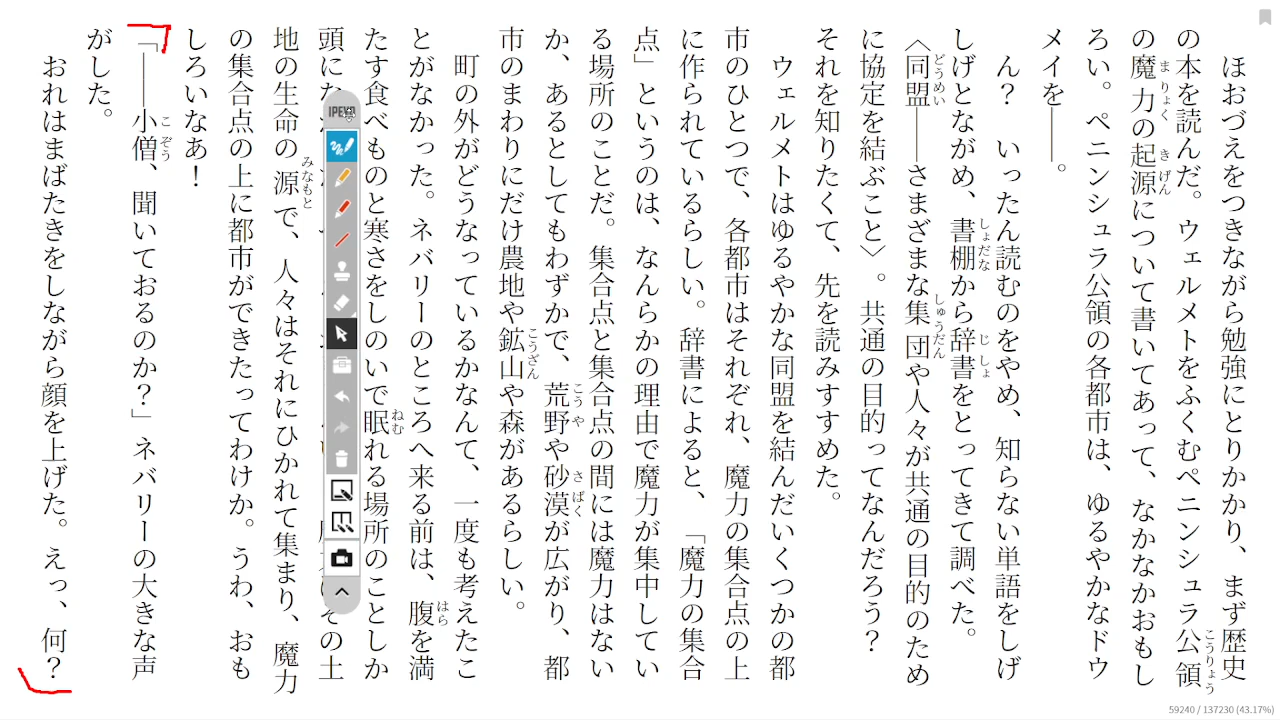 ほおづえをつきながら勉強にとりかかり、まず歴史
の本を読んだ。ウェルメトをふくむペニンシュラ公領
の魔力の起源について書いてあって、なかなかおもし
ろい。ペニンシュラ公領の各都市は、ゆるやかなドウ
メイを――。
ん？　いったん読むのをやめ、知らない単語をしげ
しげとながめ、書棚から辞書をとってきて調べた。
〈同盟――さまざまな集団や人々が共通の目的のため
に協定を結ぶこと〉。共通の目的ってなんだろう？
それを知りたくて、先を読みすすめた。
ウェルメトはゆるやかな同盟を結んだいくつかの都
市のひとつで、各都市はそれぞれ、魔力の集合点の上
に作られているらしい。辞書によると、「魔力の集合
点」というのは、なんらかの理由で魔力が集中してい
る場所のことだ。集合点と集合点の間には魔力はない
か、あるとしてもわずかで、荒野や砂漠が広がり、都
市のまわりにだけ農地や鉱山や森があるらしい。
町の外がどうなっているかなんて、一度も考えたこ
とがなかった。ネバリーのところへ来る前は、腹を満
たす食べものと寒さをしのいで眠れる場所のことしか
頭に その土
地の生命の源で、人々はそれにひかれて集まり、魔力
の集合点の上に都市ができたってわけか。うわ、おも
しろいなあ！
「――小僧、聞いておるのか？」ネバリーの大きな声
がした。
おれはまばたきをしながら顔を上げた。えっ、何？
IPEVO
59240 / 137230 (43.17%)